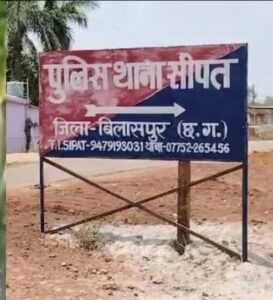 पुलिस थाना सीपत
जिला-बिलासपुर (छ.ग.)
T.I.SIPAT-9479193031 थाना-07752-265456